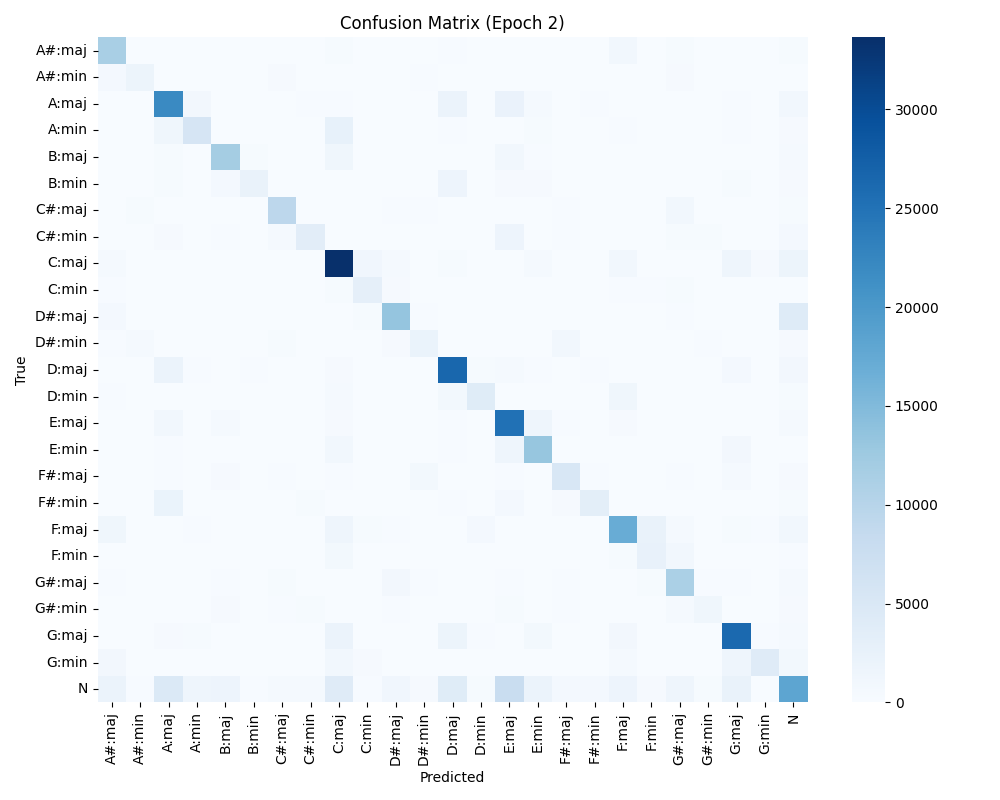 Confusion Matrix (Epoch 2)
True
A#:maj
A#:min
A:maj
A:min
B:maj
B:min
C#:maj
C#:min
C:maj
C:min
D#:maj
D#:min
D:maj
D:min
E:maj
E:min
F#:maj
F#:min
F:maj
F:min
G#:maj
G#:min
G:maj
G:min
N
A#:maj
A#:min
A:maj
A:min
B:maj
B:min
C#:maj
C#:min
C:maj
C:min
D#:maj
D#:min
D:maj
D:min
E:maj
E:min
F#:maj
F#:min
F:maj
F:min
G#:maj
G#:min
G:maj
G:min
N
Predicted
30000
25000
20000
15000
10000
5000
0